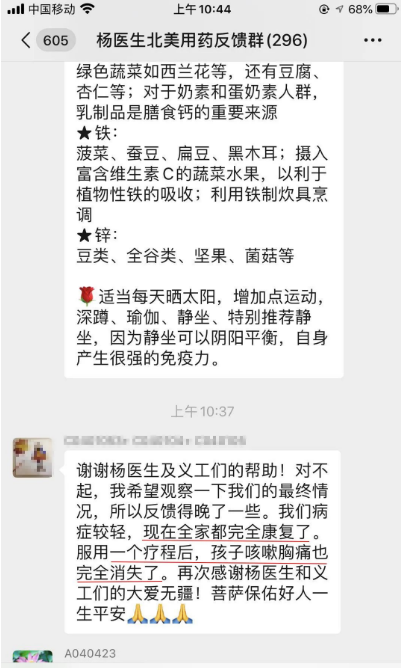 中国移动
上午10:44
68%
605
杨医生北美用药反馈群(296)
绿色蔬菜如西兰花等，还有豆腐、
杏仁等；对于奶素和蛋奶素人群，
乳制品是膳食钙的重要来源
★铁：
菠菜、蚕豆、扁豆、黑木耳；摄入
富含维生素C的蔬菜水果，以利于
植物性铁的吸收；利用铁制炊具烹
调
★锌：
豆类、全谷类、坚果、菌菇等
🌹适当每天晒太阳，增加点运动，
深蹲、瑜伽、静坐、特别推荐静
坐，因为静坐可以阴阳平衡，自身
产生很强的免疫力。
上午10:37
谢谢杨医生及义工们的帮助！对不
起，我希望观察一下我们的最终情
况，所以反馈得晚了一些。我们病
症较轻，现在全家都完全康复了。
服用一个疗程后，孩子咳嗽胸痛也
完全消失了。再次感谢杨医生和义
工们的大爱无疆！菩萨保佑好人一
生平安🙏🙏🙏
A040423